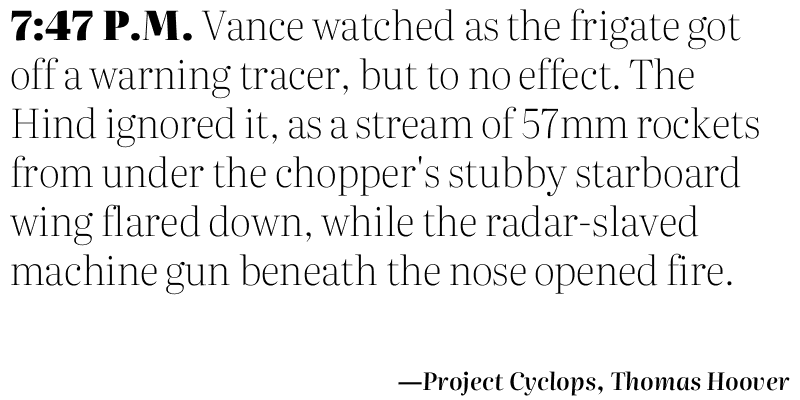 7:47 P.M. Vance watched as the frigate got
off a warning tracer, but to no effect. The
Hind ignored it, as a stream of 57mm rockets
from under the chopper's stubby starboard
wing flared down, while the radar-slaved
machine gun beneath the nose opened fire.
—Project Cyclops, Thomas Hoover